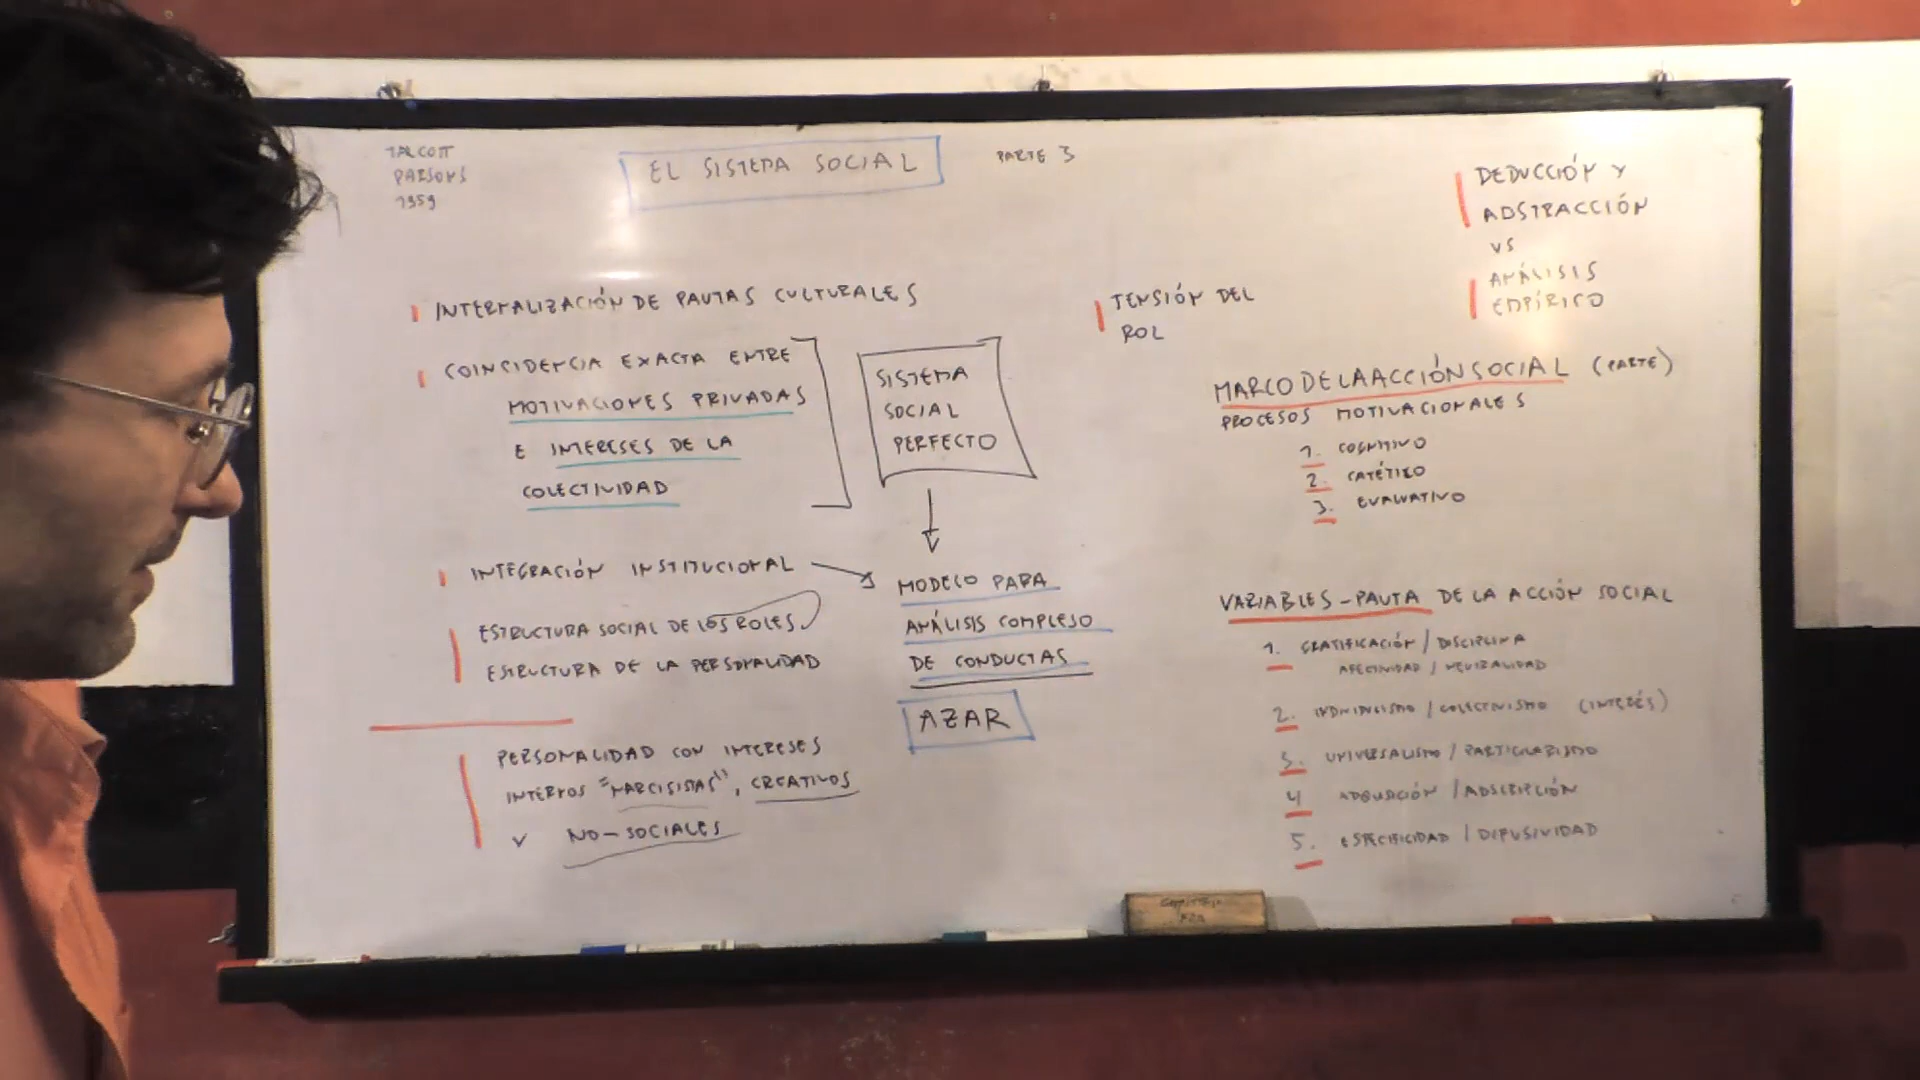 TALCOTT
PARSONS
1959
EL SISTEMA SOCIAL
PARTE 3
INTERNALIZACIÓN DE PAUTAS CULTURALES
COINCIDENCIA EXACTA ENTRE
MOTIVACIONES PRIVADAS
E INTERESES DE LA
COLECTIVIDAD
SISTEMA
SOCIAL
PERFECTO
INTEGRACIÓN INSTITUCIONAL
ESTRUCTURA SOCIAL DE LOS ROLES
ESTRUCTURA DE LA PERSONALIDAD
MODELO PARA
ANÁLISIS COMPLEJO
DE CONDUCTAS
AZAR
PERSONALIDAD CON INTERESES
INTERNOS "NARCISISTAS", CREATIVOS
Y NO-SOCIALES
TENSIÓN DEL
ROL
DEDUCCIÓN Y
ABSTRACCIÓN
VS
ANÁLISIS
EMPÍRICO
MARCO DE LA ACCIÓN SOCIAL (PARTE)
PROCESOS MOTIVACIONALES
1. COGNITIVO
2. CATÉTICO
3. EVALUATIVO
VARIABLES-PAUTA DE LA ACCIÓN SOCIAL
1. GRATIFICACIÓN / DISCIPLINA
AFECTIVIDAD / NEUTRALIDAD
2. INDIVIDUISMO / COLECTIVISMO (INTERÉS)
3. UNIVERSALISMO / PARTICULARISMO
4 ADQUISICIÓN / ADSCRIPCIÓN
5. ESPECIFICIDAD / DIFUSIVIDAD